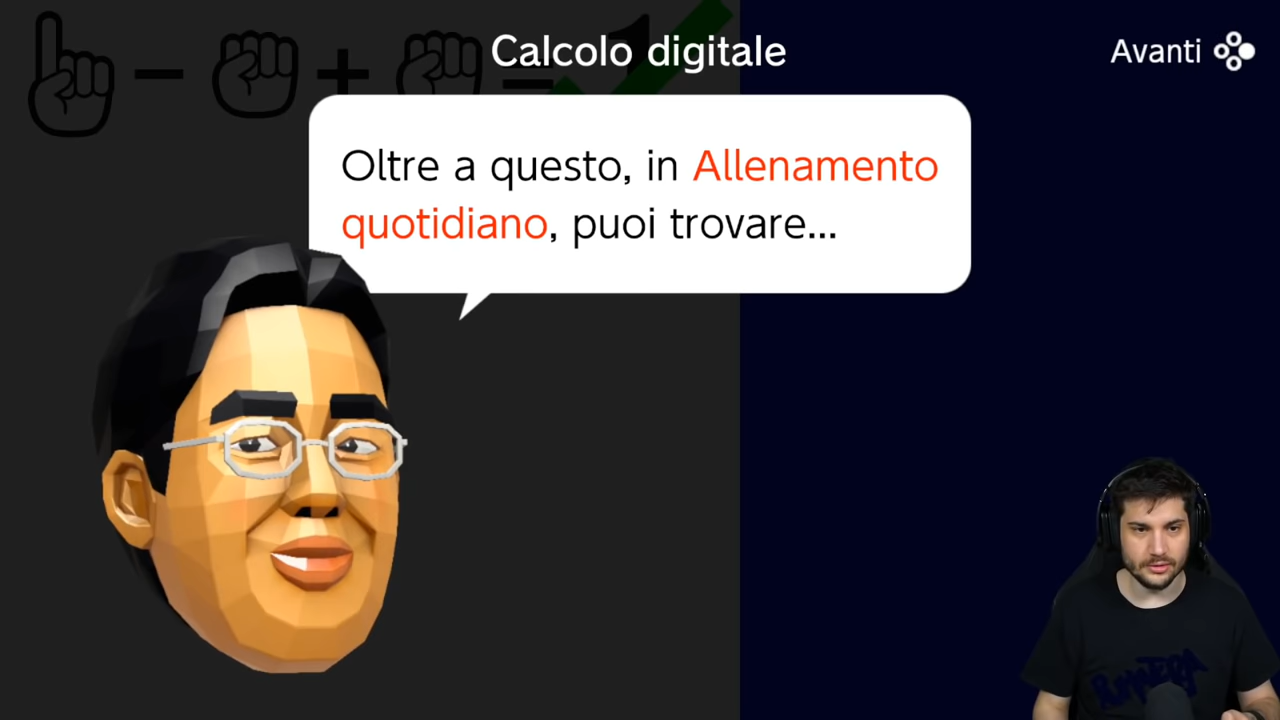 Calcolo digitale
Avanti
Oltre a questo, in Allenamento
quotidiano, puoi trovare...